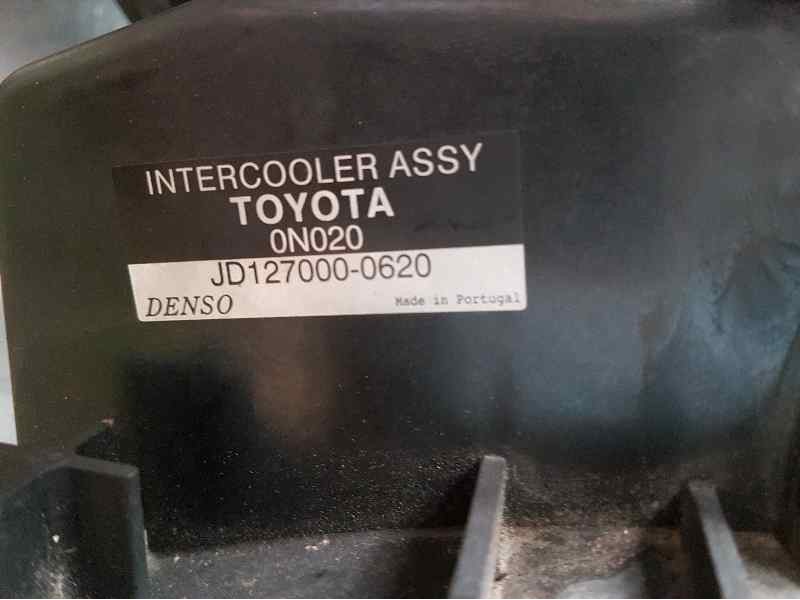 INTERCOOLER ASSY
TOYOTA
0N020
JD127000-0620
DENSO Made in Portugal